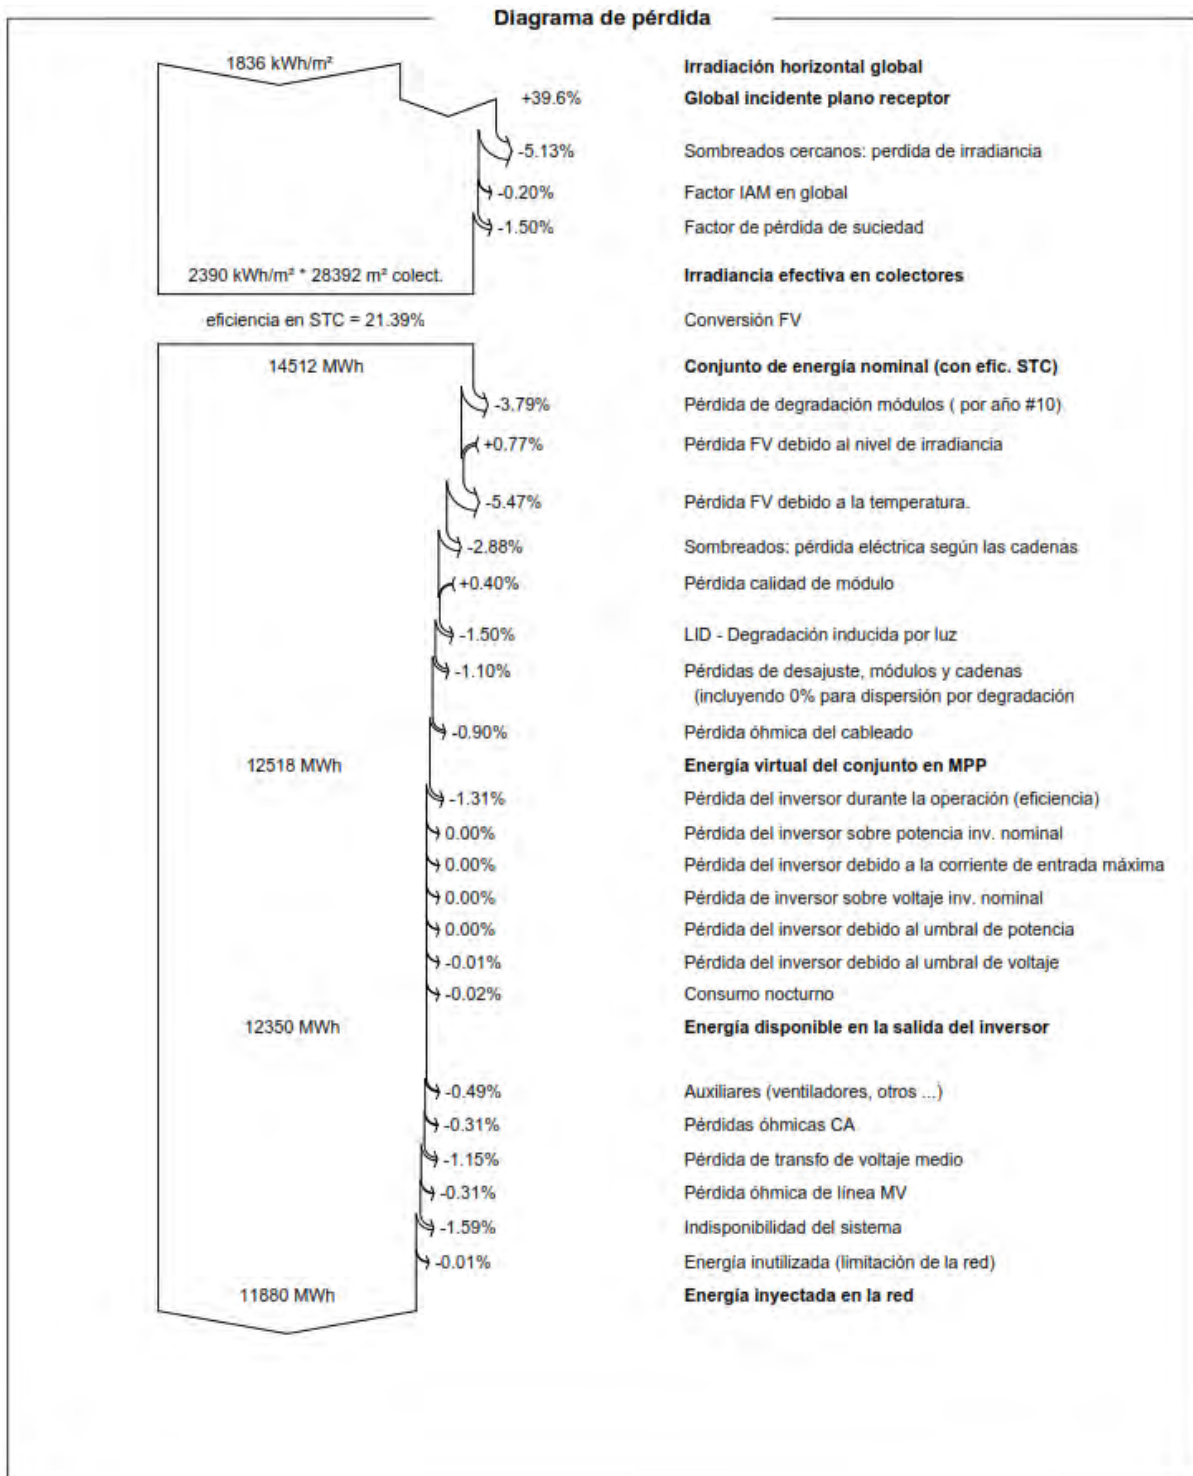 Diagrama de pérdida
1836 kWh/m²
Irradiación horizontal global
+39.6%
Global incidente plano receptor
-5.13%
Sombreados cercanos: perdida de irradiancia
-0.20%
Factor IAM en global
-1.50%
Factor de pérdida de suciedad
2390 kWh/m² * 28392 m² colect.
Irradiancia efectiva en colectores
eficiencia en STC = 21.39%
Conversión FV
14512 MWh
Conjunto de energía nominal (con efic. STC)
-3.79%
Pérdida de degradación módulos ( por año #10)
+0.77%
Pérdida FV debido al nivel de irradiancia
-5.47%
Pérdida FV debido a la temperatura.
-2.88%
Sombreados: pérdida eléctrica según las cadenas
+0.40%
Pérdida calidad de módulo
-1.50%
LID - Degradación inducida por luz
-1.10%
Pérdidas de desajuste, módulos y cadenas
(incluyendo 0% para dispersión por degradación
-0.90%
Pérdida óhmica del cableado
12518 MWh
Energía virtual del conjunto en MPP
-1.31%
Pérdida del inversor durante la operación (eficiencia)
0.00%
Pérdida del inversor sobre potencia inv. nominal
0.00%
Pérdida del inversor debido a la corriente de entrada máxima
0.00%
Pérdida de inversor sobre voltaje inv. nominal
0.00%
Pérdida del inversor debido al umbral de potencia
-0.01%
Pérdida del inversor debido al umbral de voltaje
-0.02%
Consumo nocturno
12350 MWh
Energía disponible en la salida del inversor
-0.49%
Auxiliares (ventiladores, otros ...)
-0.31%
Pérdidas óhmicas CA
-1.15%
Pérdida de transfo de voltaje medio
-0.31%
Pérdida óhmica de línea MV
-1.59%
Indisponibilidad del sistema
-0.01%
Energía inutilizada (limitación de la red)
11880 MWh
Energía inyectada en la red